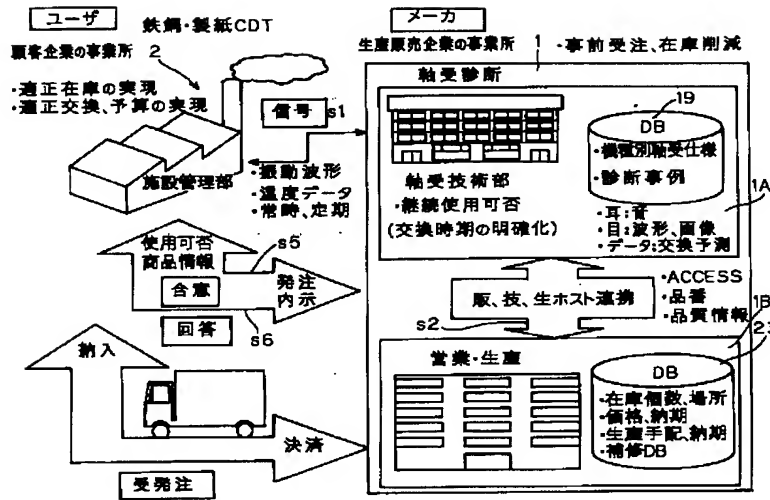 ユーザ
鉄鋼・製紙CDT
顧客企業の事業所
2
・適正在庫の実現
・適正交換、予算の実現
信号
s1
施設管理部
・振動波形
・温度データ
・常時、定期
使用可否
商品情報
s5
合意
発注
内示
回答
s6
納入
決済
受発注
メーカ
生産販売企業の事業所
1
・事前受注、在庫削減
軸受診断
19
DB
・機種別軸受仕様
・診断事例
軸受技術部
・継続使用可否
(交換時期の明確化)
1A
・耳:音
・目:波形、画像
・データ:交換予測
販、技、生ホスト連携
s2
・ACCESS
・品番
・品質情報
1B
営業・生産
DB
・在庫個数、場所
・価格、納期
・生産手配、納期
・補修DB